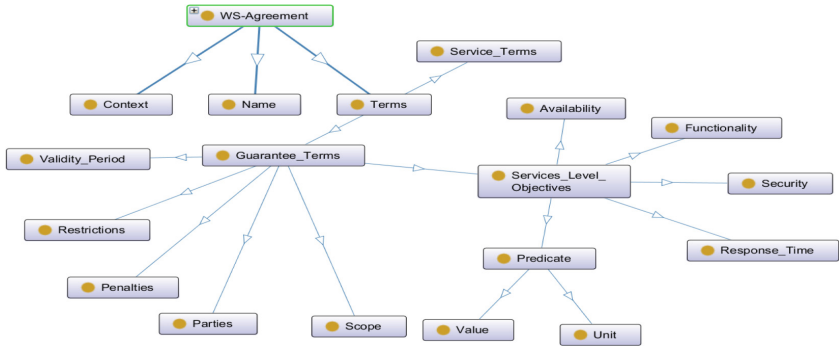 WS-Agreement
Service_Terms
Context
Name
Terms
Availability
Functionality
Validity_Period
Guarantee_Terms
Services_Level_
Objectives
Security
Restrictions
Response_Time
Predicate
Penalties
Parties
Scope
Value
Unit